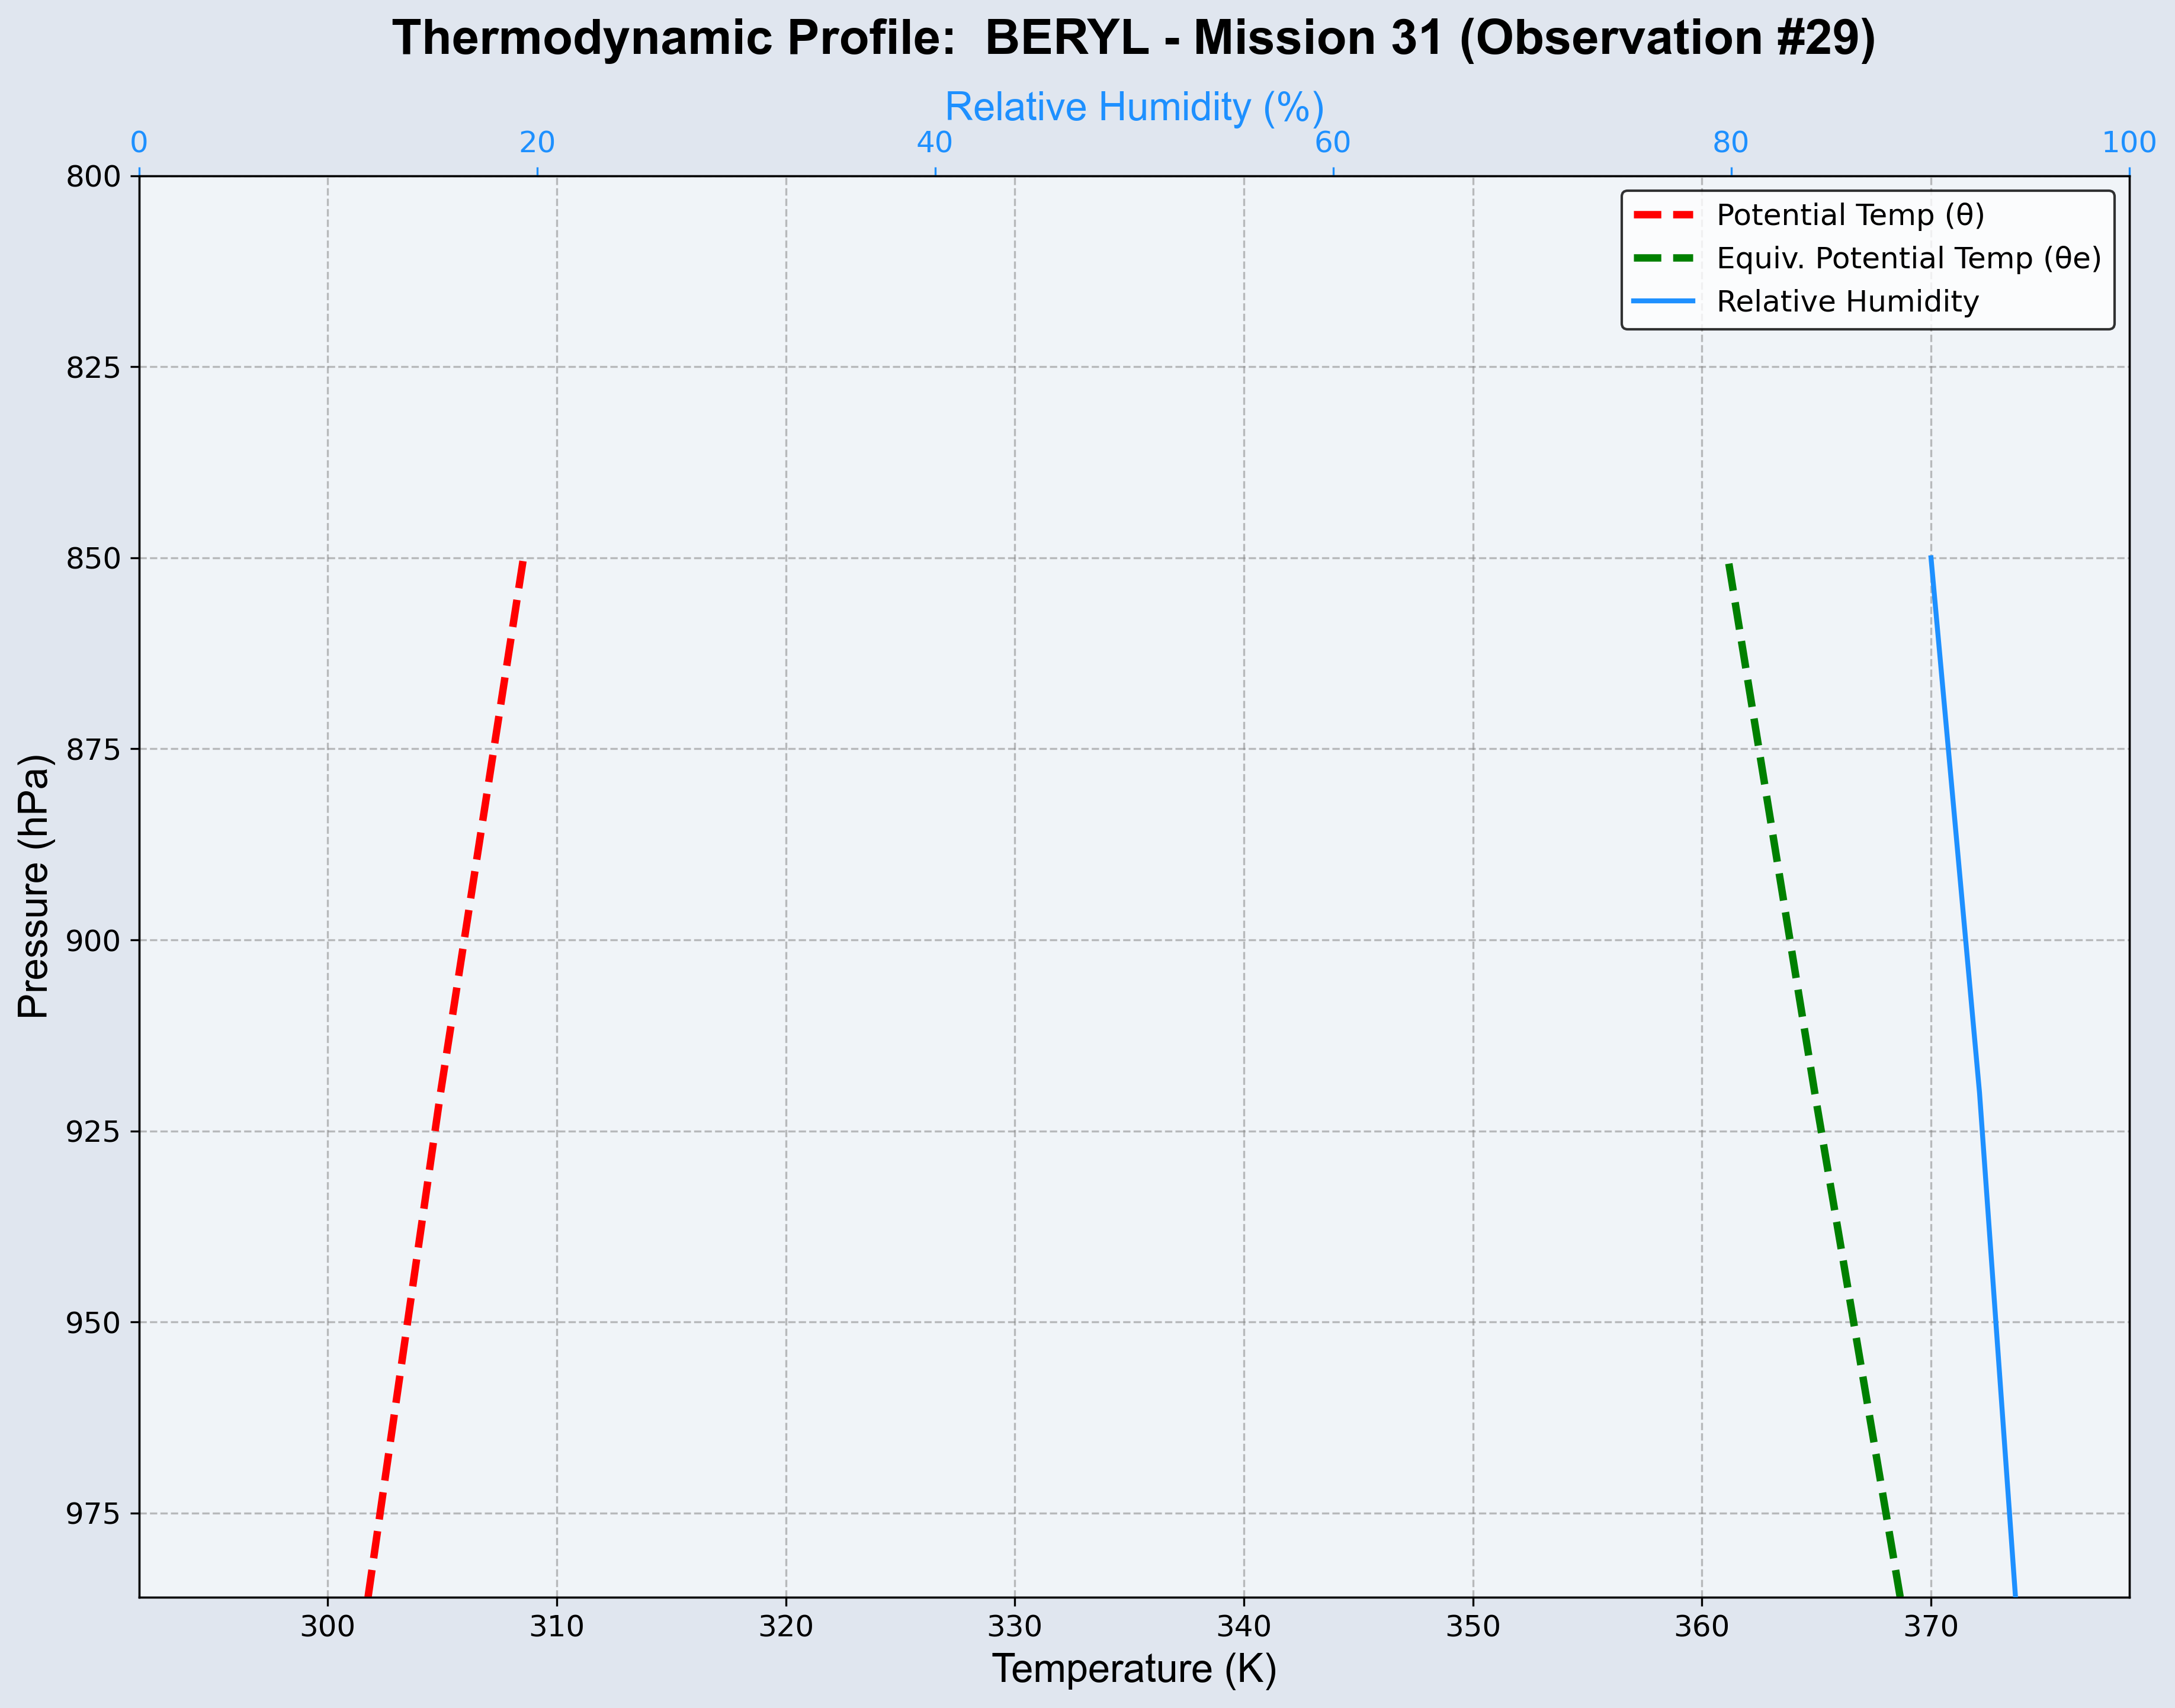 Thermodynamic Profile:  BERYL - Mission 31 (Observation #29)
Relative Humidity (%)
0 20 40 60 80 100
Potential Temp (θ)
Equiv. Potential Temp (θe)
Relative Humidity
Pressure (hPa)
800
825
850
875
900
925
950
975
300 310 320 330 340 350 360 370
Temperature (K)